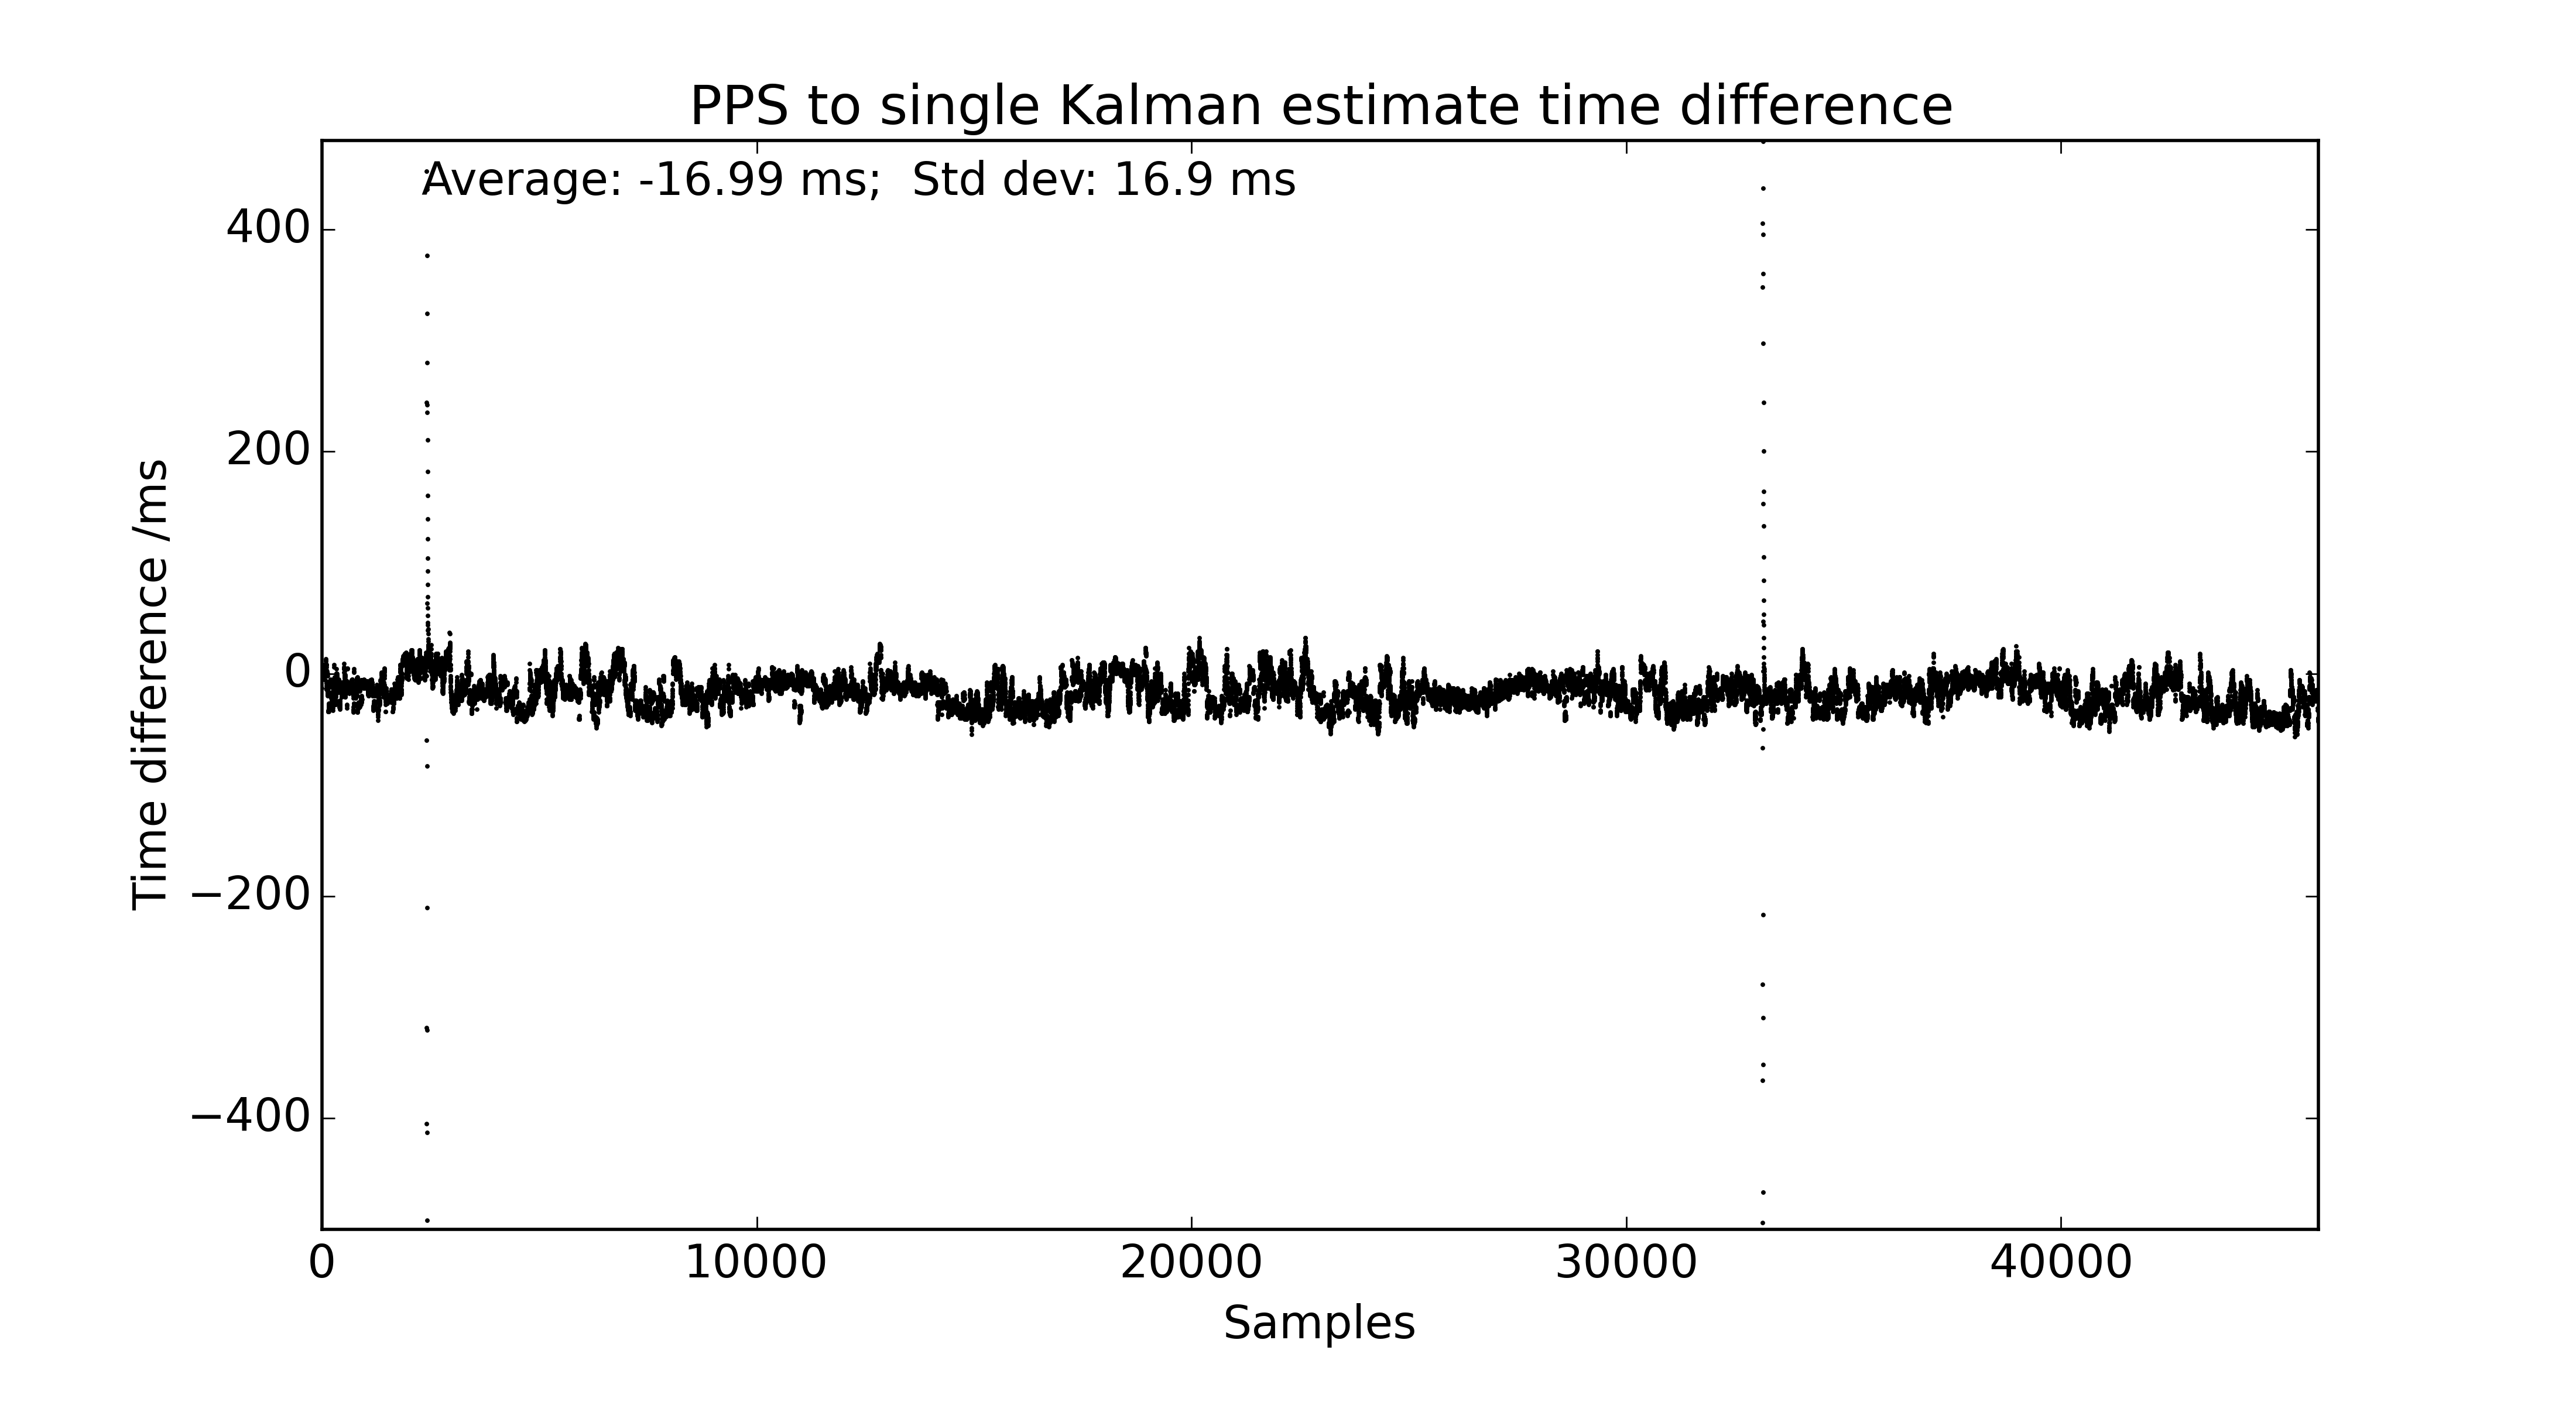 PPS to single Kalman estimate time difference
Average: -16.99 ms;  Std dev: 16.9 ms
400
200
0
−200
−400
Time difference /ms
0 10000 20000 30000 40000
Samples